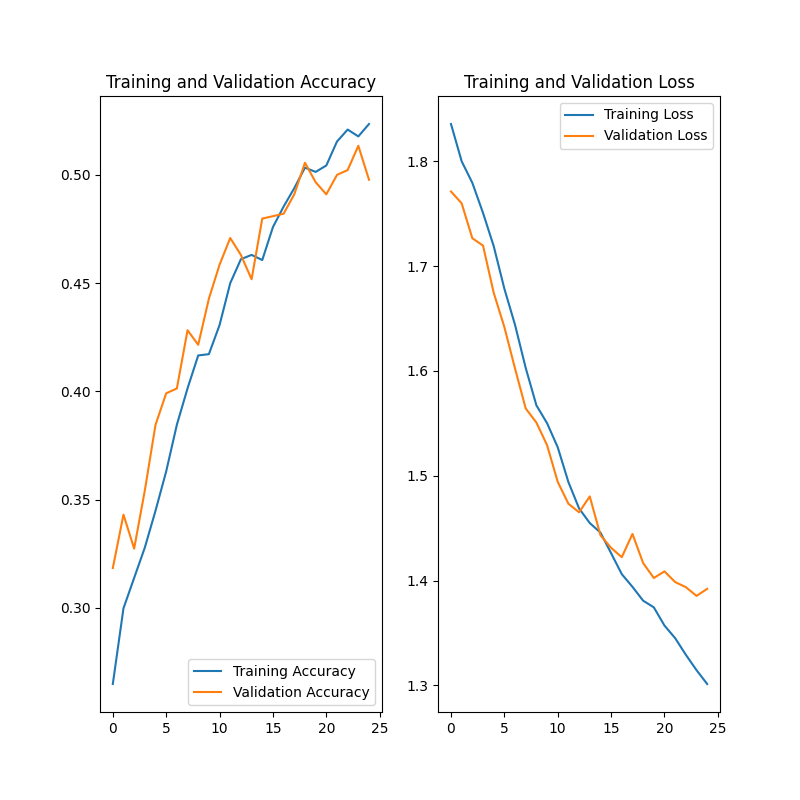 Training and Validation Accuracy
0.50
0.45
0.40
0.35
0.30
0 5 10 15 20 25
Training Accuracy
Validation Accuracy
Training and Validation Loss
1.8
1.7
1.6
1.5
1.4
1.3
0 5 10 15 20 25
Training Loss
Validation Loss